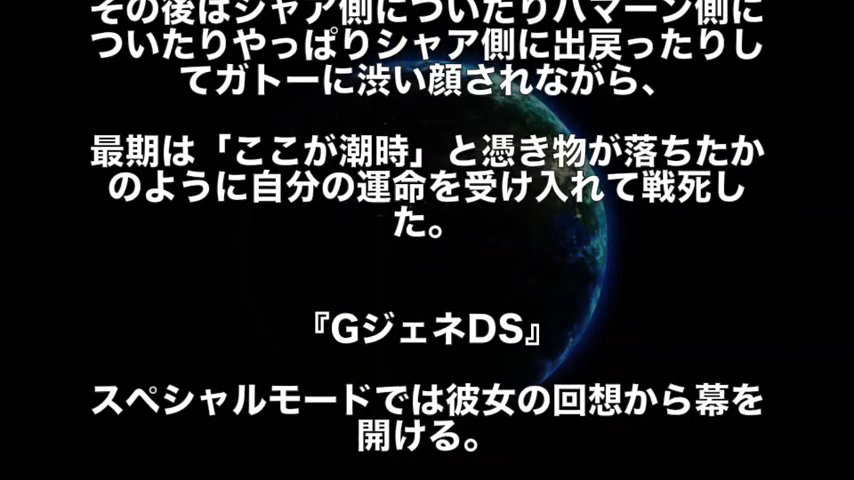 その後はシャア側についたりハマーン側に
ついたりやっぱりシャア側に出戻ったりし
てガトーに渋い顔されながら、
最期は「ここが潮時」と憑き物が落ちたか
のように自分の運命を受け入れて戦死し
た。
『GジェネDS』
スペシャルモードでは彼女の回想から幕を
開ける。